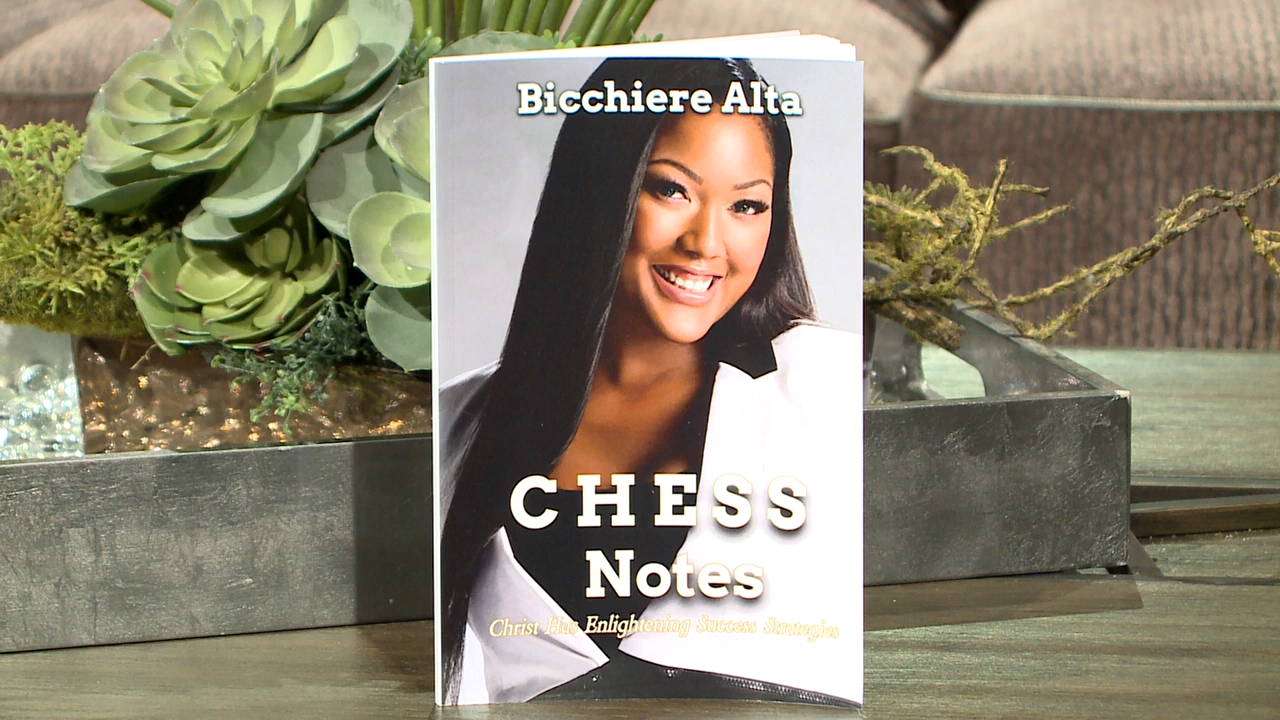 Bicchiere Alta
CHESS
Notes
Christ Has Enlightening Success Strategies